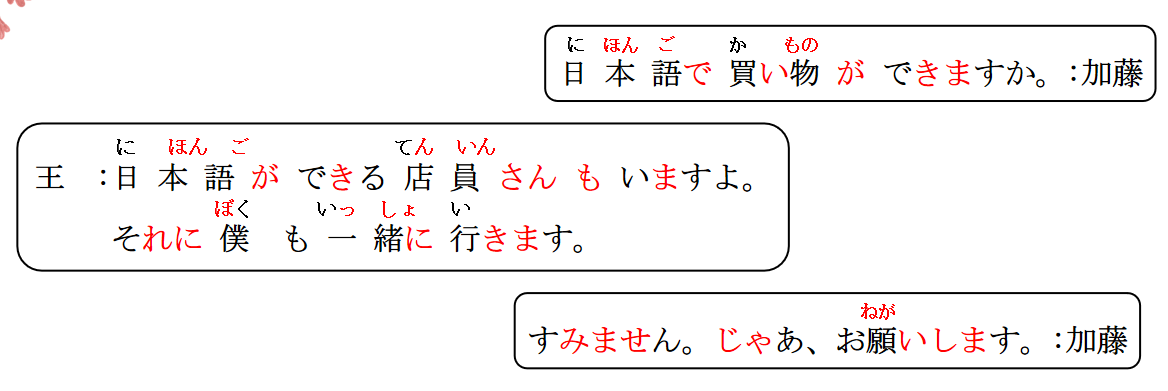 に ほん ご か もの
日本語で 買い物 が できますか。:加藤
に ほん ご てん いん
王 :日本語 が できる 店員 さん も いますよ。
ぼく いっ しょ い
それに 僕 も 一緒に 行きます。
ねが
すみません。じゃあ、お願いします。:加藤